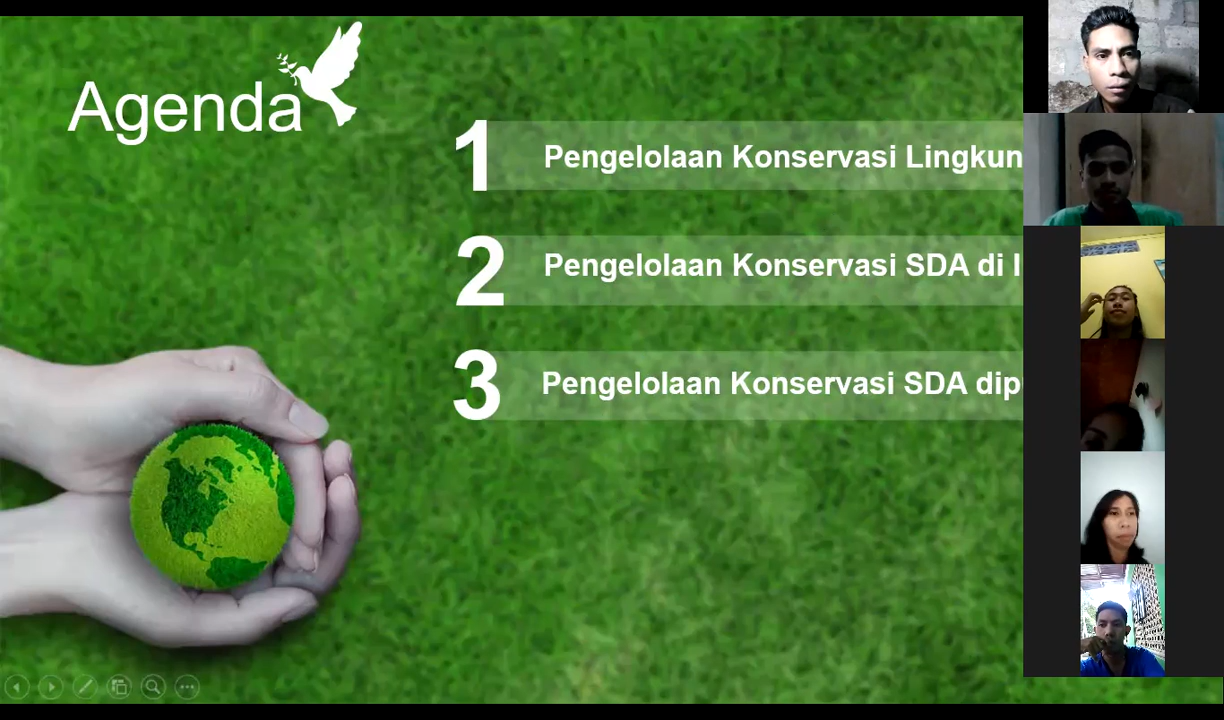 Agenda
1
Pengelolaan Konservasi Lingkun
2
Pengelolaan Konservasi SDA di
3
Pengelolaan Konservasi SDA dip